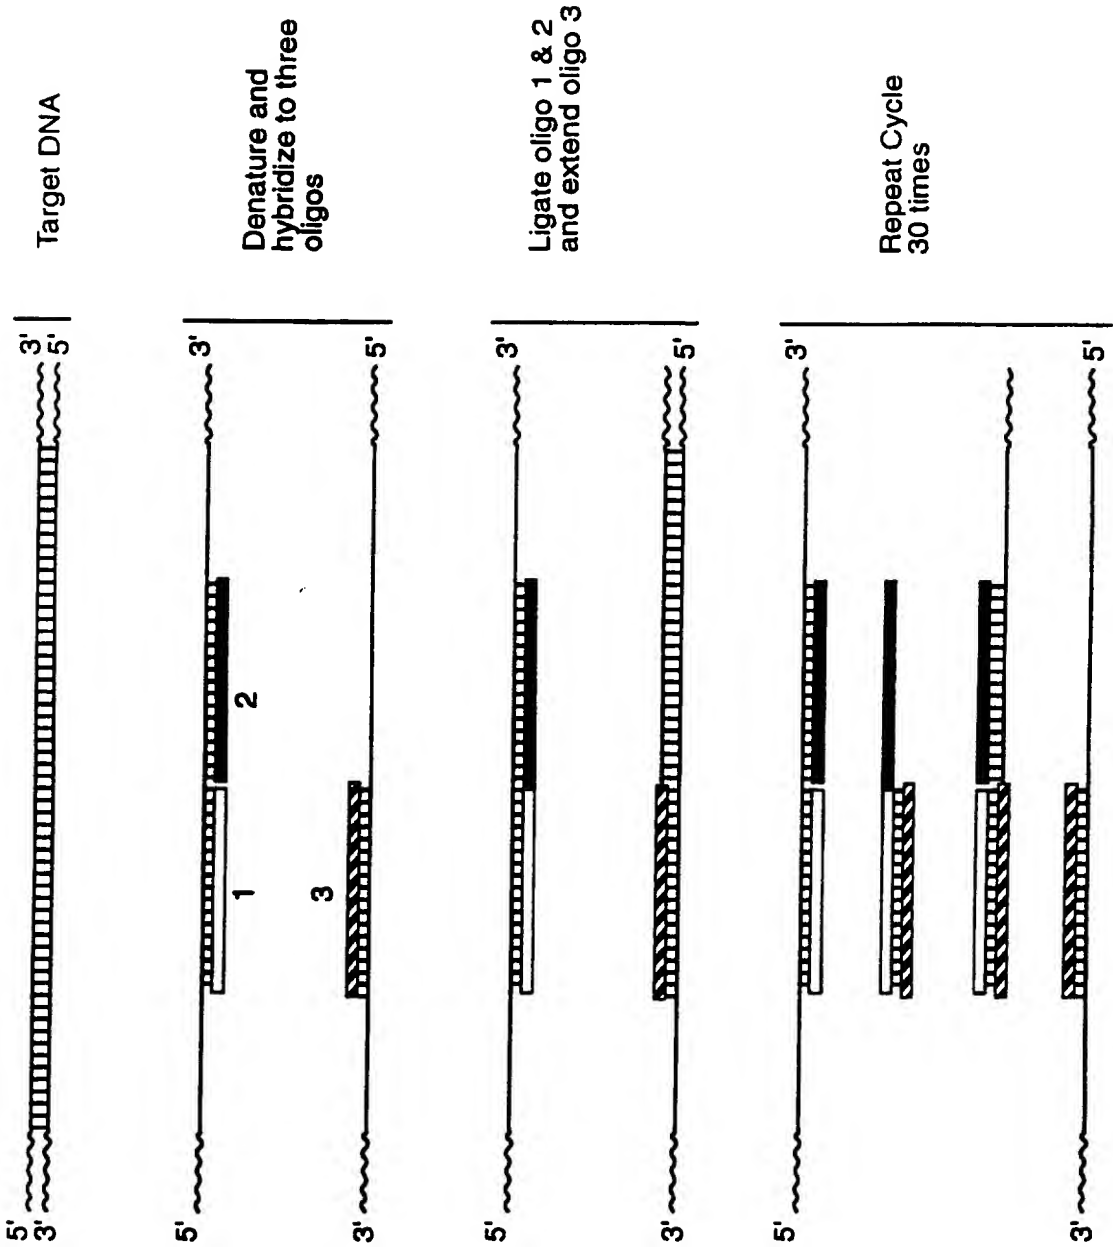 5' 3' Target DNA
3' 5'
5' 3' Denature and
hybridize to three
oligos
1 2
3
3' 5'
5' 3' Ligate oligo 1 & 2
and extend oligo 3
3' 5'
5' 3' Repeat Cycle
30 times
3' 5'